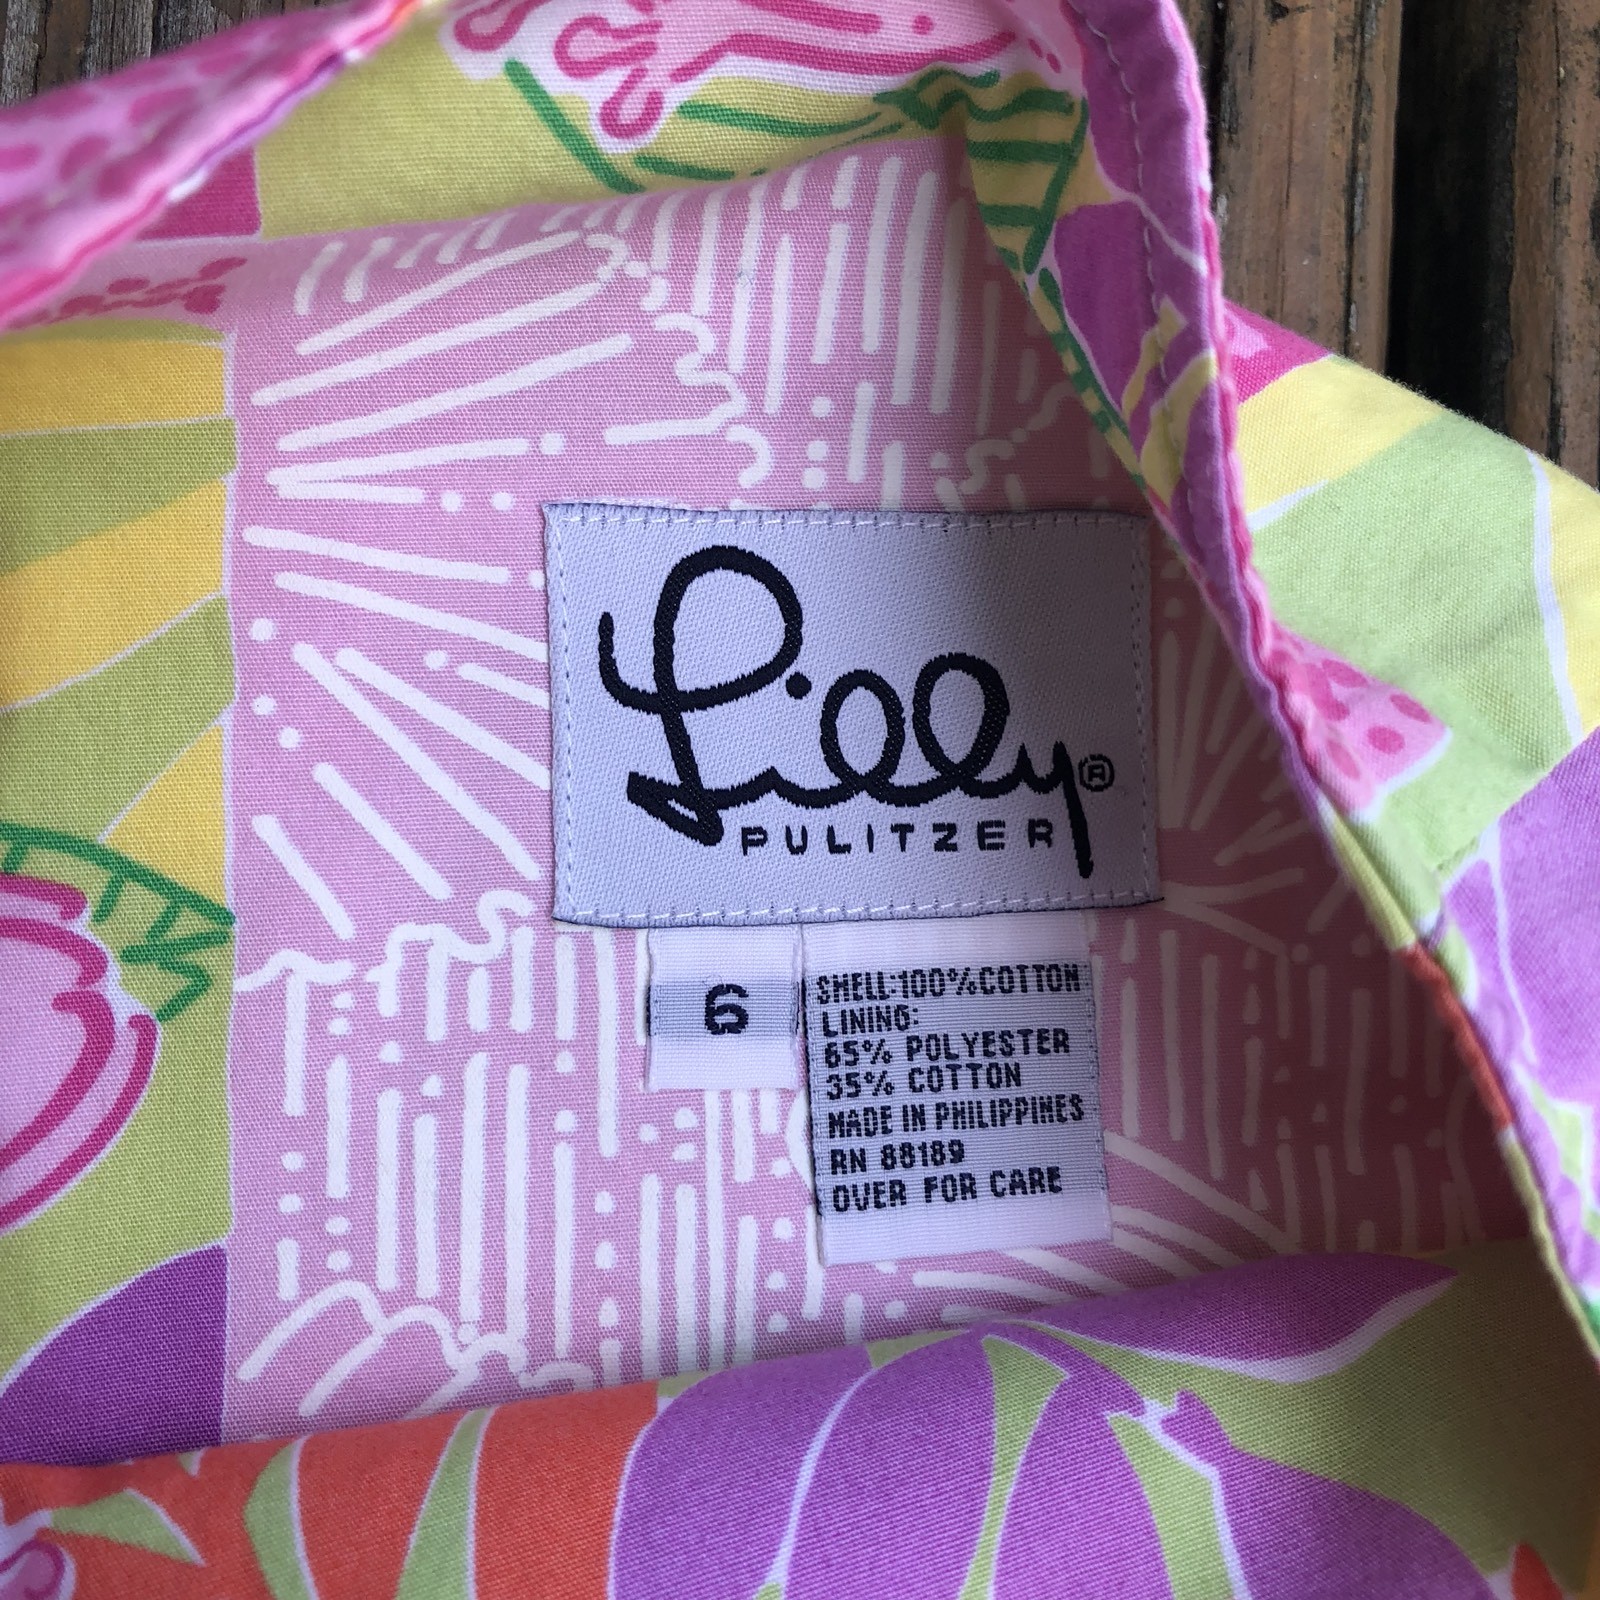 Lilly®
PULITZER
6
SHELL:100%COTTON
LINING:
65% POLYESTER
35% COTTON
MADE IN PHILIPPINES
RN 88189
OVER FOR CARE